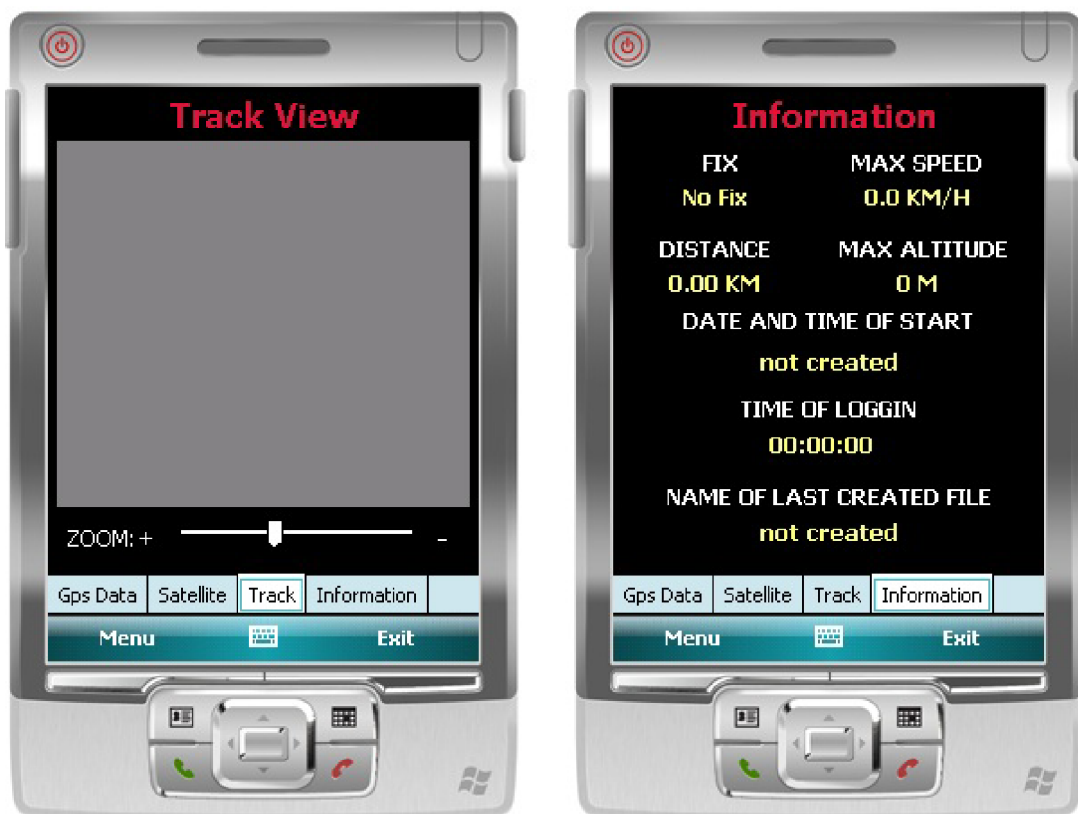 Track View
ZOOM: +
-
Gps Data Satellite Track Information
Menu Exit
Information
FIX MAX SPEED
No Fix 0.0 KM/H
DISTANCE MAX ALTITUDE
0.00 KM 0 M
DATE AND TIME OF START
not created
TIME OF LOGGIN
00:00:00
NAME OF LAST CREATED FILE
not created
Gps Data Satellite Track Information
Menu Exit